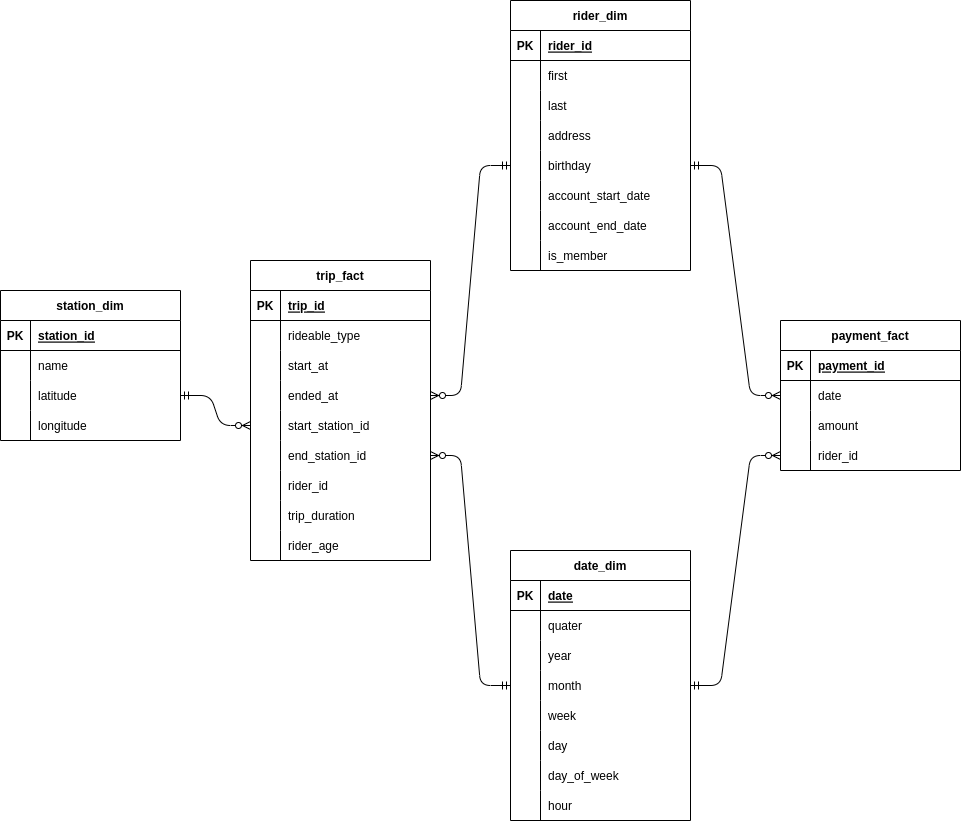 rider_dim
PK rider_id
first
last
address
birthday
account_start_date
account_end_date
is_member
trip_fact
PK trip_id
rideable_type
start_at
ended_at
start_station_id
end_station_id
rider_id
trip_duration
rider_age
station_dim
PK station_id
name
latitude
longitude
payment_fact
PK payment_id
date
amount
rider_id
date_dim
PK date
quater
year
month
week
day
day_of_week
hour